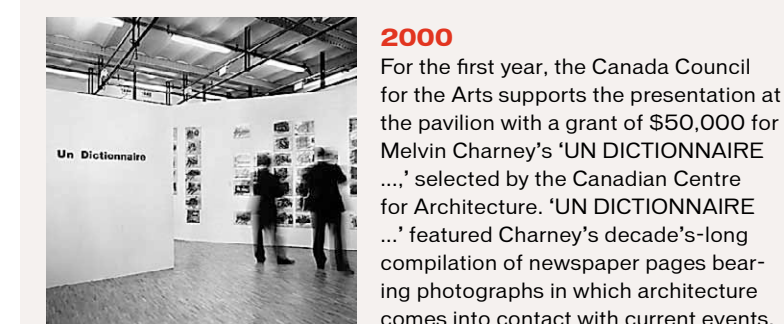 Un Dictionnaire
2000
For the first year, the Canada Council
for the Arts supports the presentation at
the pavilion with a grant of $50,000 for
Melvin Charney’s ‘UN DICTIONNAIRE
...,’ selected by the Canadian Centre
for Architecture. ‘UN DICTIONNAIRE
...’ featured Charney’s decade’s-long
compilation of newspaper pages bear-
ing photographs in which architecture
comes into contact with current events.